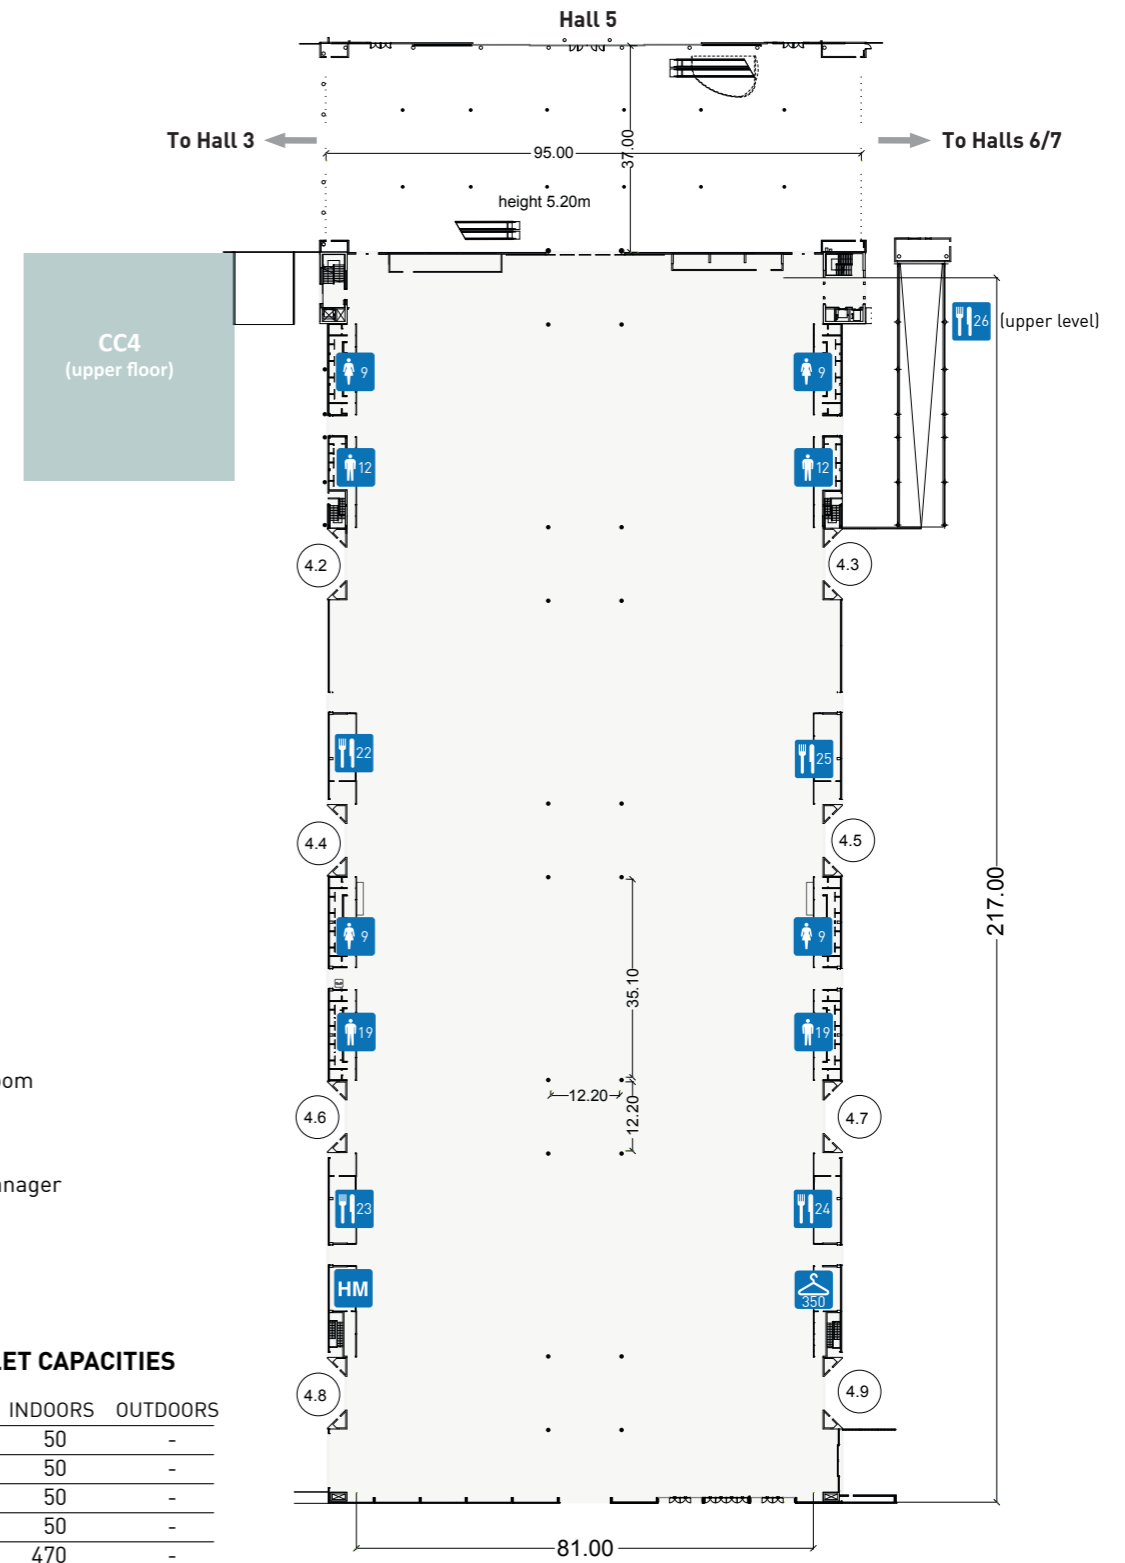 Hall 5
To Hall 3
To Halls 6/7
95.00
37.00
height 5.20m
CC4
(upper floor)
26
(upper level)
9
9
12
12
4.2
4.3
22
25
4.4
4.5
217.00
9
9
35.10
19
19
12.20
12.20
4.6
4.7
23
24
HM
350
4.8
4.9
81.00
oom
anager
LET CAPACITIES
INDOORS OUTDOORS
50 -
50 -
50 -
50 -
470 -